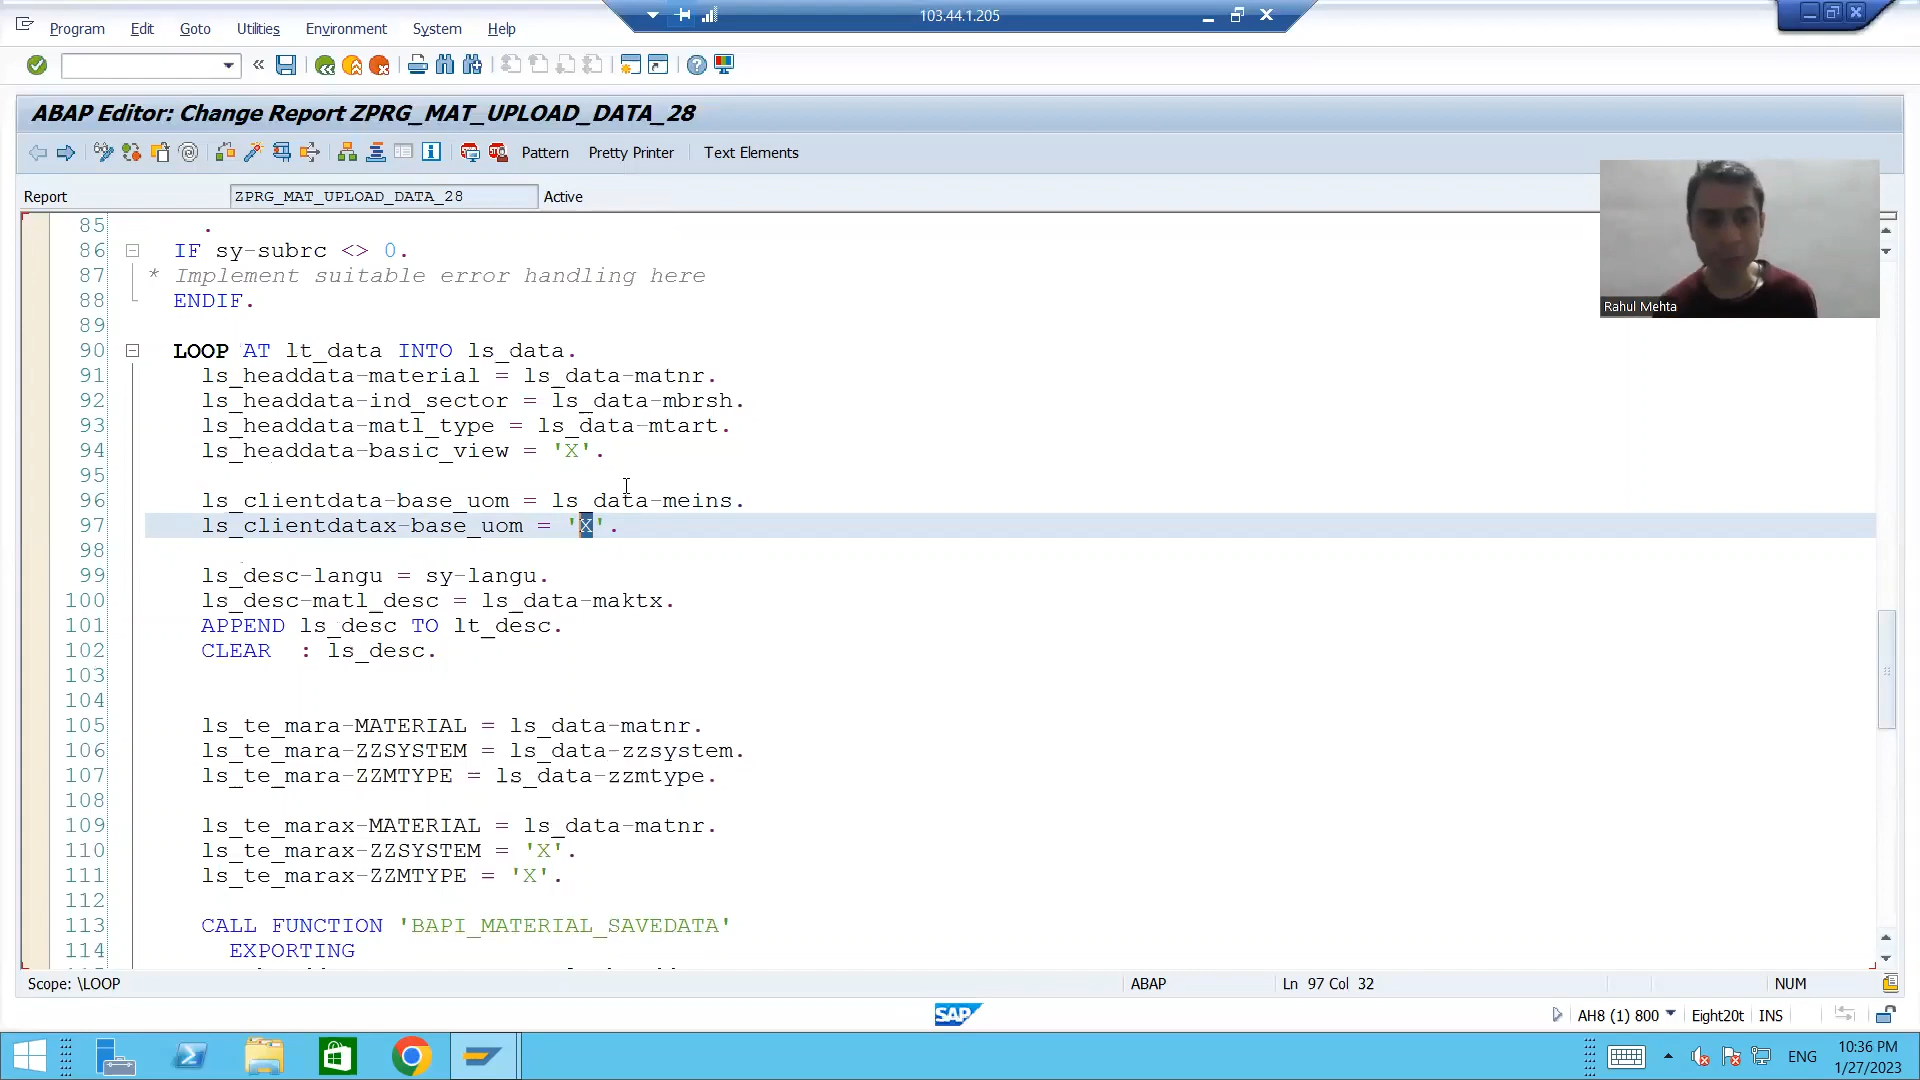 103.44.1.205
Program Edit Goto Utilities Environment System Help
ABAP Editor: Change Report ZPRG_MAT_UPLOAD_DATA_28
Pattern Pretty Printer Text Elements
Report ZPRG_MAT_UPLOAD_DATA_28 Active
Rahul Mehta
85 .
86 IF sy-subrc <> 0.
87 * Implement suitable error handling here
88 ENDIF.
89
90 LOOP AT lt_data INTO ls_data.
91 ls_headdata-material = ls_data-matnr.
92 ls_headdata-ind_sector = ls_data-mbrsh.
93 ls_headdata-matl_type = ls_data-mtart.
94 ls_headdata-basic_view = 'X'.
95
96 ls_clientdata-base_uom = ls_data-meins.
97 ls_clientdatax-base_uom = 'X'.
98
99 ls_desc-langu = sy-langu.
100 ls_desc-matl_desc = ls_data-maktx.
101 APPEND ls_desc TO lt_desc.
102 CLEAR : ls_desc.
103
104
105 ls_te_mara-MATERIAL = ls_data-matnr.
106 ls_te_mara-ZZSYSTEM = ls_data-zzsystem.
107 ls_te_mara-ZZMTYPE = ls_data-zzmtype.
108
109 ls_te_marax-MATERIAL = ls_data-matnr.
110 ls_te_marax-ZZSYSTEM = 'X'.
111 ls_te_marax-ZZMTYPE = 'X'.
112
113 CALL FUNCTION 'BAPI_MATERIAL_SAVEDATA'
114 EXPORTING
Scope: \LOOP ABAP Ln 97 Col 32 NUM
SAP
AH8 (1) 800 Eight20t INS
ENG
10:36 PM
1/27/2023